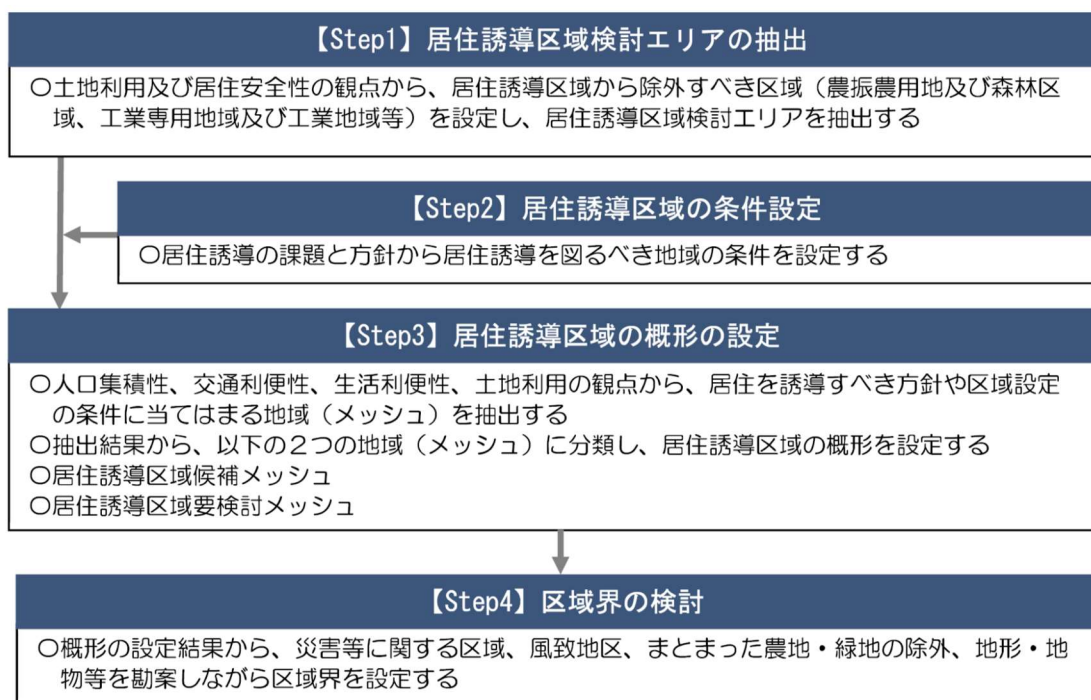 【Step1】居住誘導区域検討エリアの抽出
〇土地利用及び居住安全性の観点から、居住誘導区域から除外すべき区域（農振農用地及び森林区
域、工業専用地域及び工業地域等）を設定し、居住誘導区域検討エリアを抽出する
【Step2】居住誘導区域の条件設定
〇居住誘導の課題と方針から居住誘導を図るべき地域の条件を設定する
【Step3】居住誘導区域の概形の設定
〇人口集積性、交通利便性、生活利便性、土地利用の観点から、居住を誘導すべき方針や区域設定
の条件に当てはまる地域（メッシュ）を抽出する
〇抽出結果から、以下の２つの地域（メッシュ）に分類し、居住誘導区域の概形を設定する
〇居住誘導区域候補メッシュ
〇居住誘導区域要検討メッシュ
【Step4】区域界の検討
〇概形の設定結果から、災害等に関する区域、風致地区、まとまった農地・緑地の除外、地形・地
物等を勘案しながら区域界を設定する